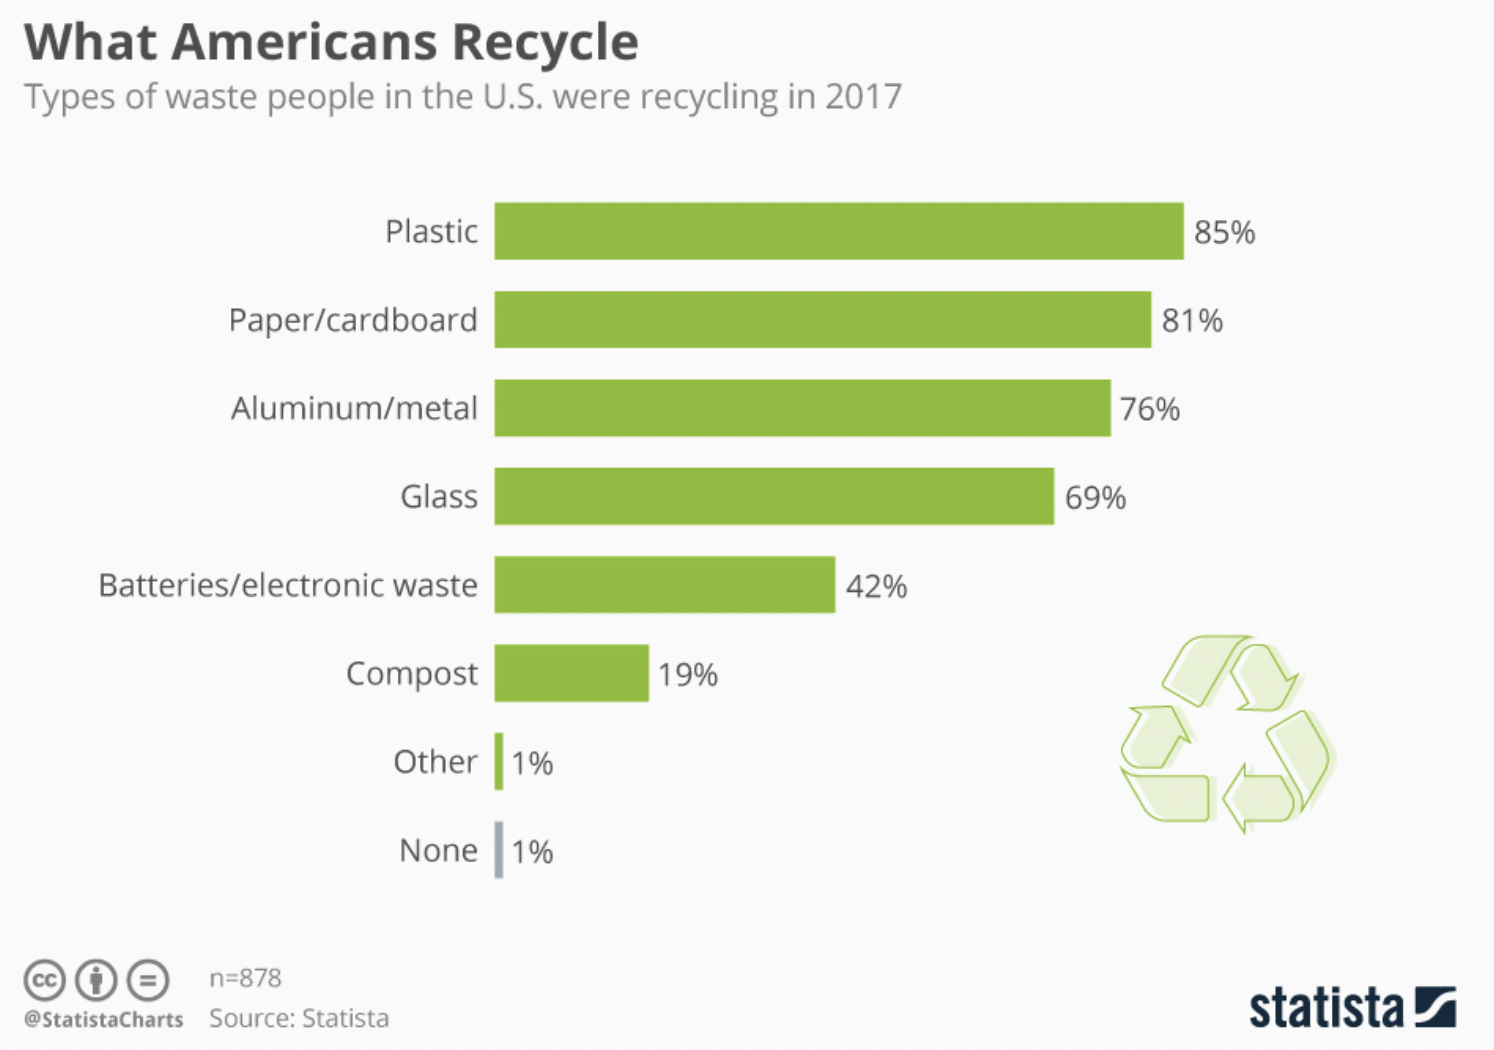 What Americans Recycle
Types of waste people in the U.S. were recycling in 2017
Plastic 85%
Paper/cardboard 81%
Aluminum/metal 76%
Glass 69%
Batteries/electronic waste 42%
Compost 19%
Other 1%
None 1%
cc =
n=878
@StatistaCharts Source: Statista
statista